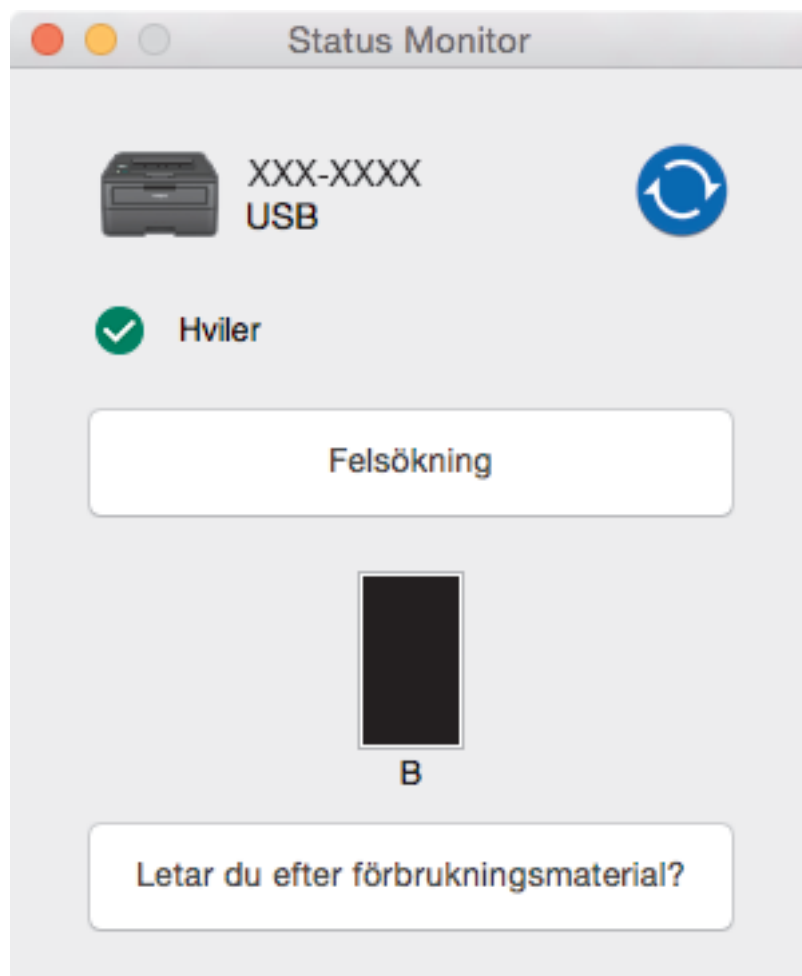 Status Monitor
XXX-XXXX
USB
Hviler
Felsökning
B
Letar du efter förbrukningsmaterial?